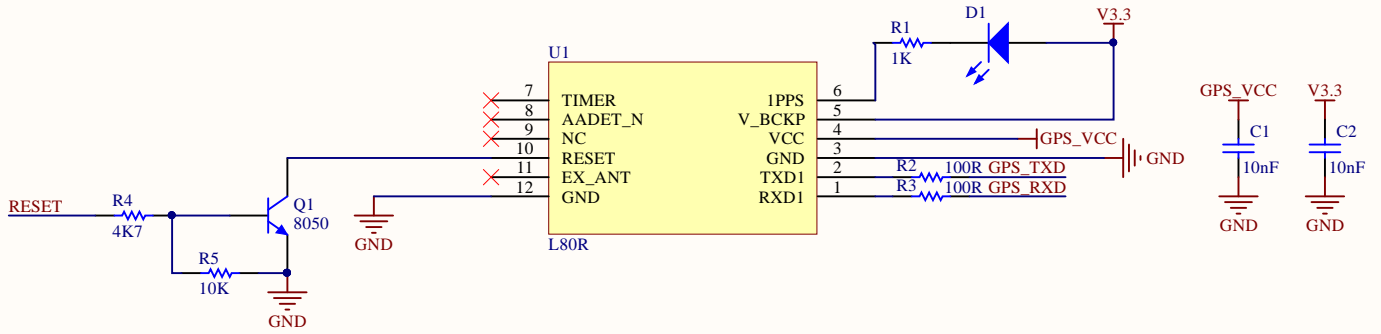 D1
V3.3
R1
1K
U1
7 TIMER 1PPS 6
8 AADET_N V_BCKP 5
9 NC VCC 4 GPS_VCC
10 RESET GND 3 GND
11 EX_ANT TXD1 2 R2 100R GPS_TXD
12 GND RXD1 1 R3 100R GPS_RXD
L80R
GND
RESET
R4
4K7
Q1
8050
R5
10K
GND
GPS_VCC
C1
10nF
GND
V3.3
C2
10nF
GND